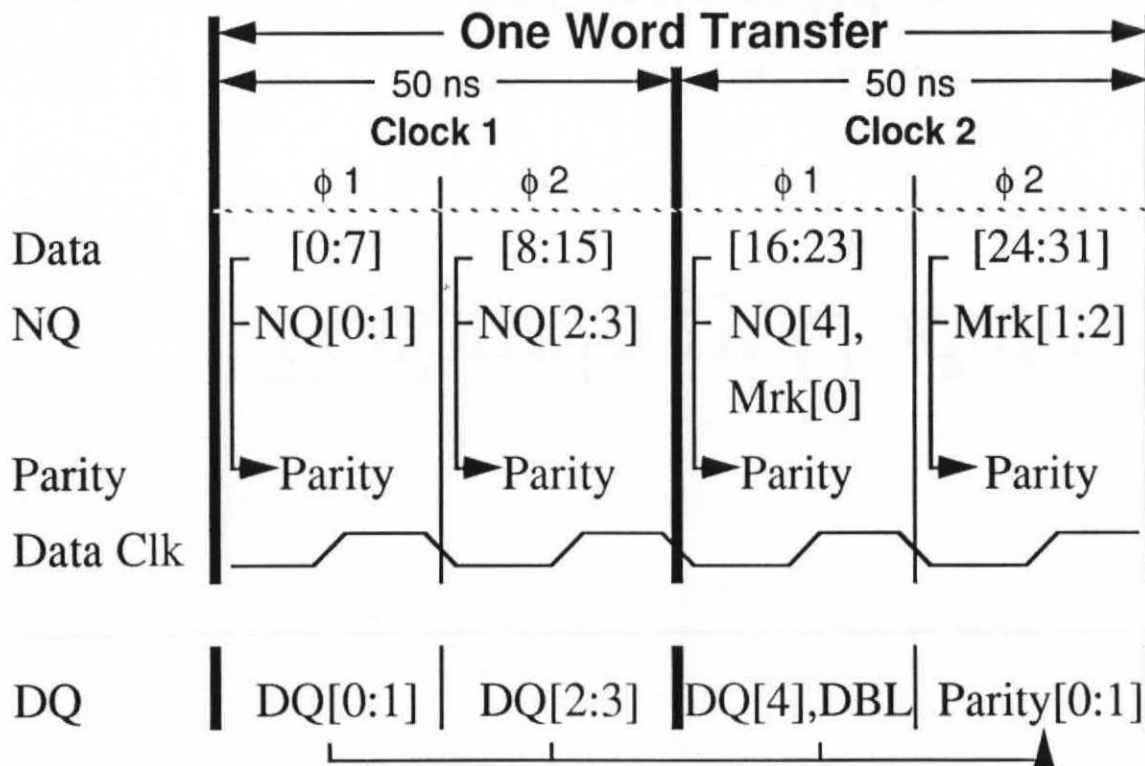 One Word Transfer
50 ns 50 ns
Clock 1 Clock 2
ϕ 1 ϕ 2 ϕ 1 ϕ 2
Data [0:7] [8:15] [16:23] [24:31]
NQ NQ[0:1] NQ[2:3] NQ[4], Mrk[1:2]
Mrk[0]
Parity Parity Parity Parity Parity
Data Clk
DQ DQ[0:1] DQ[2:3] DQ[4],DBL Parity[0:1]